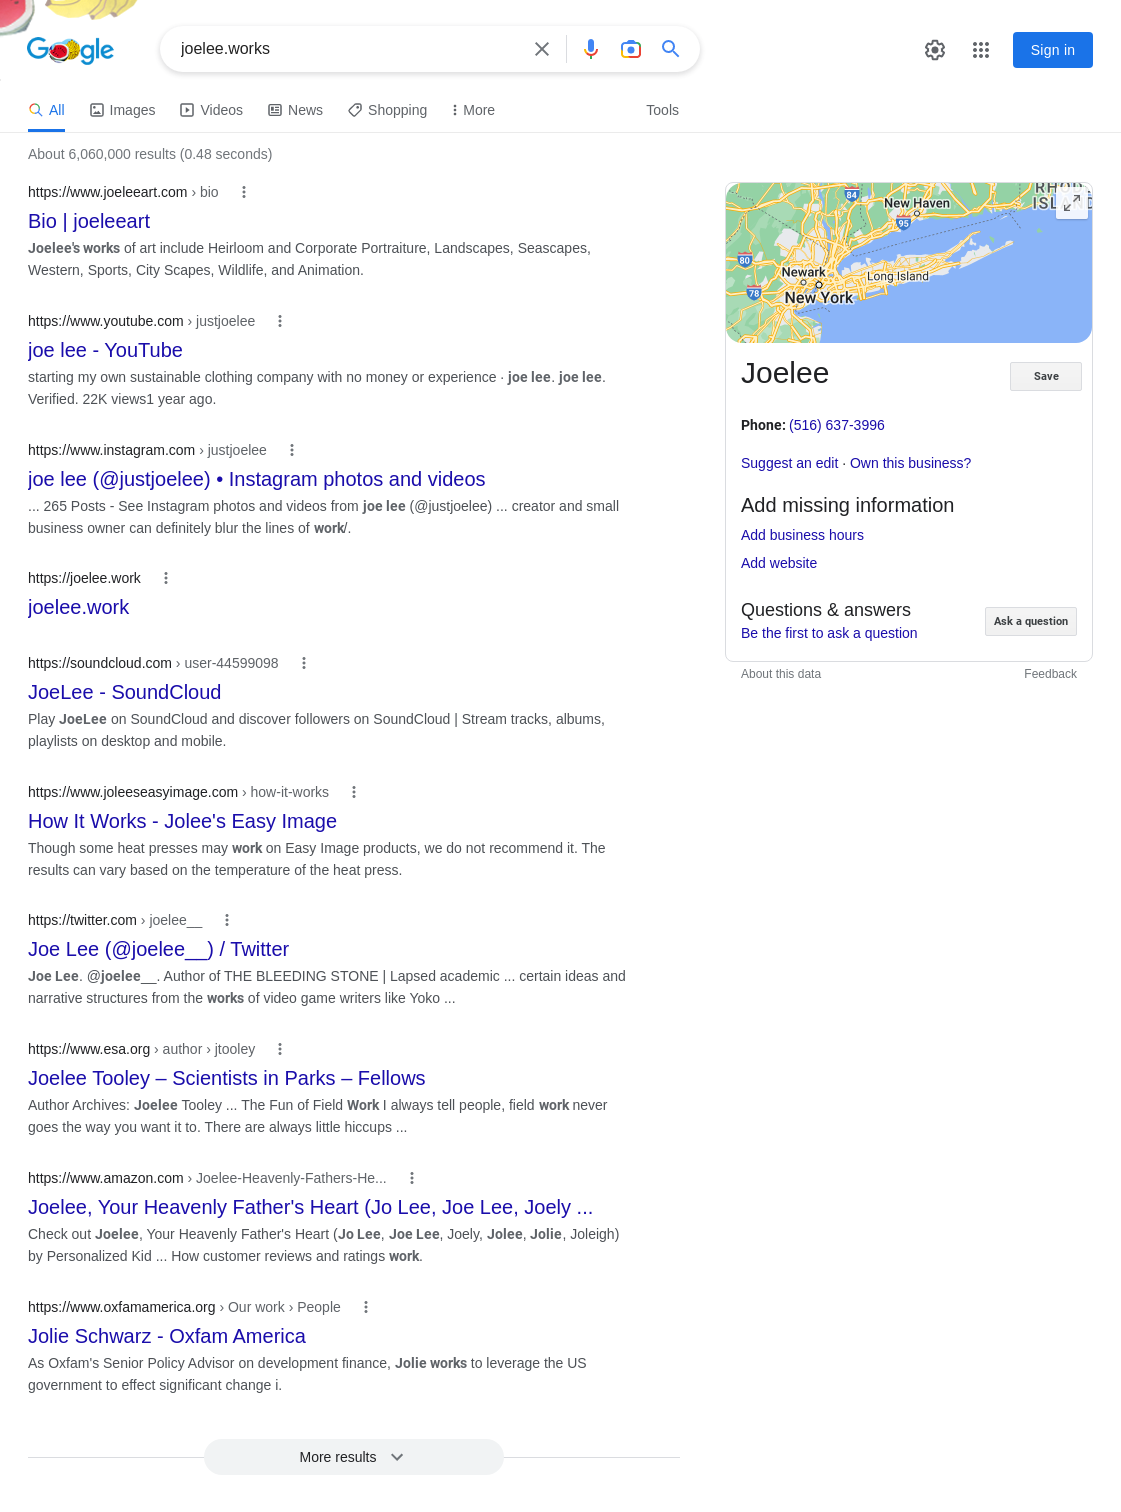 Google
joelee.works
Sign in
All
Images
Videos
News
Shopping
More
Tools
About 6,060,000 results (0.48 seconds)
https://www.joeleeart.com › bio
Bio | joeleeart
Joelee's works of art include Heirloom and Corporate Portraiture, Landscapes, Seascapes,
Western, Sports, City Scapes, Wildlife, and Animation.
https://www.youtube.com › justjoelee
joe lee - YouTube
starting my own sustainable clothing company with no money or experience · joe lee. joe lee.
Verified. 22K views1 year ago.
https://www.instagram.com › justjoelee
joe lee (@justjoelee) • Instagram photos and videos
... 265 Posts - See Instagram photos and videos from joe lee (@justjoelee) ... creator and small
business owner can definitely blur the lines of work/.
https://joelee.work
joelee.work
https://soundcloud.com › user-44599098
JoeLee - SoundCloud
Play JoeLee on SoundCloud and discover followers on SoundCloud | Stream tracks, albums,
playlists on desktop and mobile.
https://www.joleeseasyimage.com › how-it-works
How It Works - Jolee's Easy Image
Though some heat presses may work on Easy Image products, we do not recommend it. The
results can vary based on the temperature of the heat press.
https://twitter.com › joelee__
Joe Lee (@joelee__) / Twitter
Joe Lee. @joelee__. Author of THE BLEEDING STONE | Lapsed academic ... certain ideas and
narrative structures from the works of video game writers like Yoko ...
https://www.esa.org › author › jtooley
Joelee Tooley – Scientists in Parks – Fellows
Author Archives: Joelee Tooley ... The Fun of Field Work I always tell people, field work never
goes the way you want it to. There are always little hiccups ...
https://www.amazon.com › Joelee-Heavenly-Fathers-He...
Joelee, Your Heavenly Father's Heart (Jo Lee, Joe Lee, Joely ...
Check out Joelee, Your Heavenly Father's Heart (Jo Lee, Joe Lee, Joely, Jolee, Jolie, Joleigh)
by Personalized Kid ... How customer reviews and ratings work.
https://www.oxfamamerica.org › Our work › People
Jolie Schwarz - Oxfam America
As Oxfam's Senior Policy Advisor on development finance, Jolie works to leverage the US
government to effect significant change i.
More results
84
New Haven
95
80
Newark
Long Island
78
New York
Joelee
Save
Phone: (516) 637-3996
Suggest an edit · Own this business?
Add missing information
Add business hours
Add website
Questions & answers
Be the first to ask a question
Ask a question
About this data
Feedback